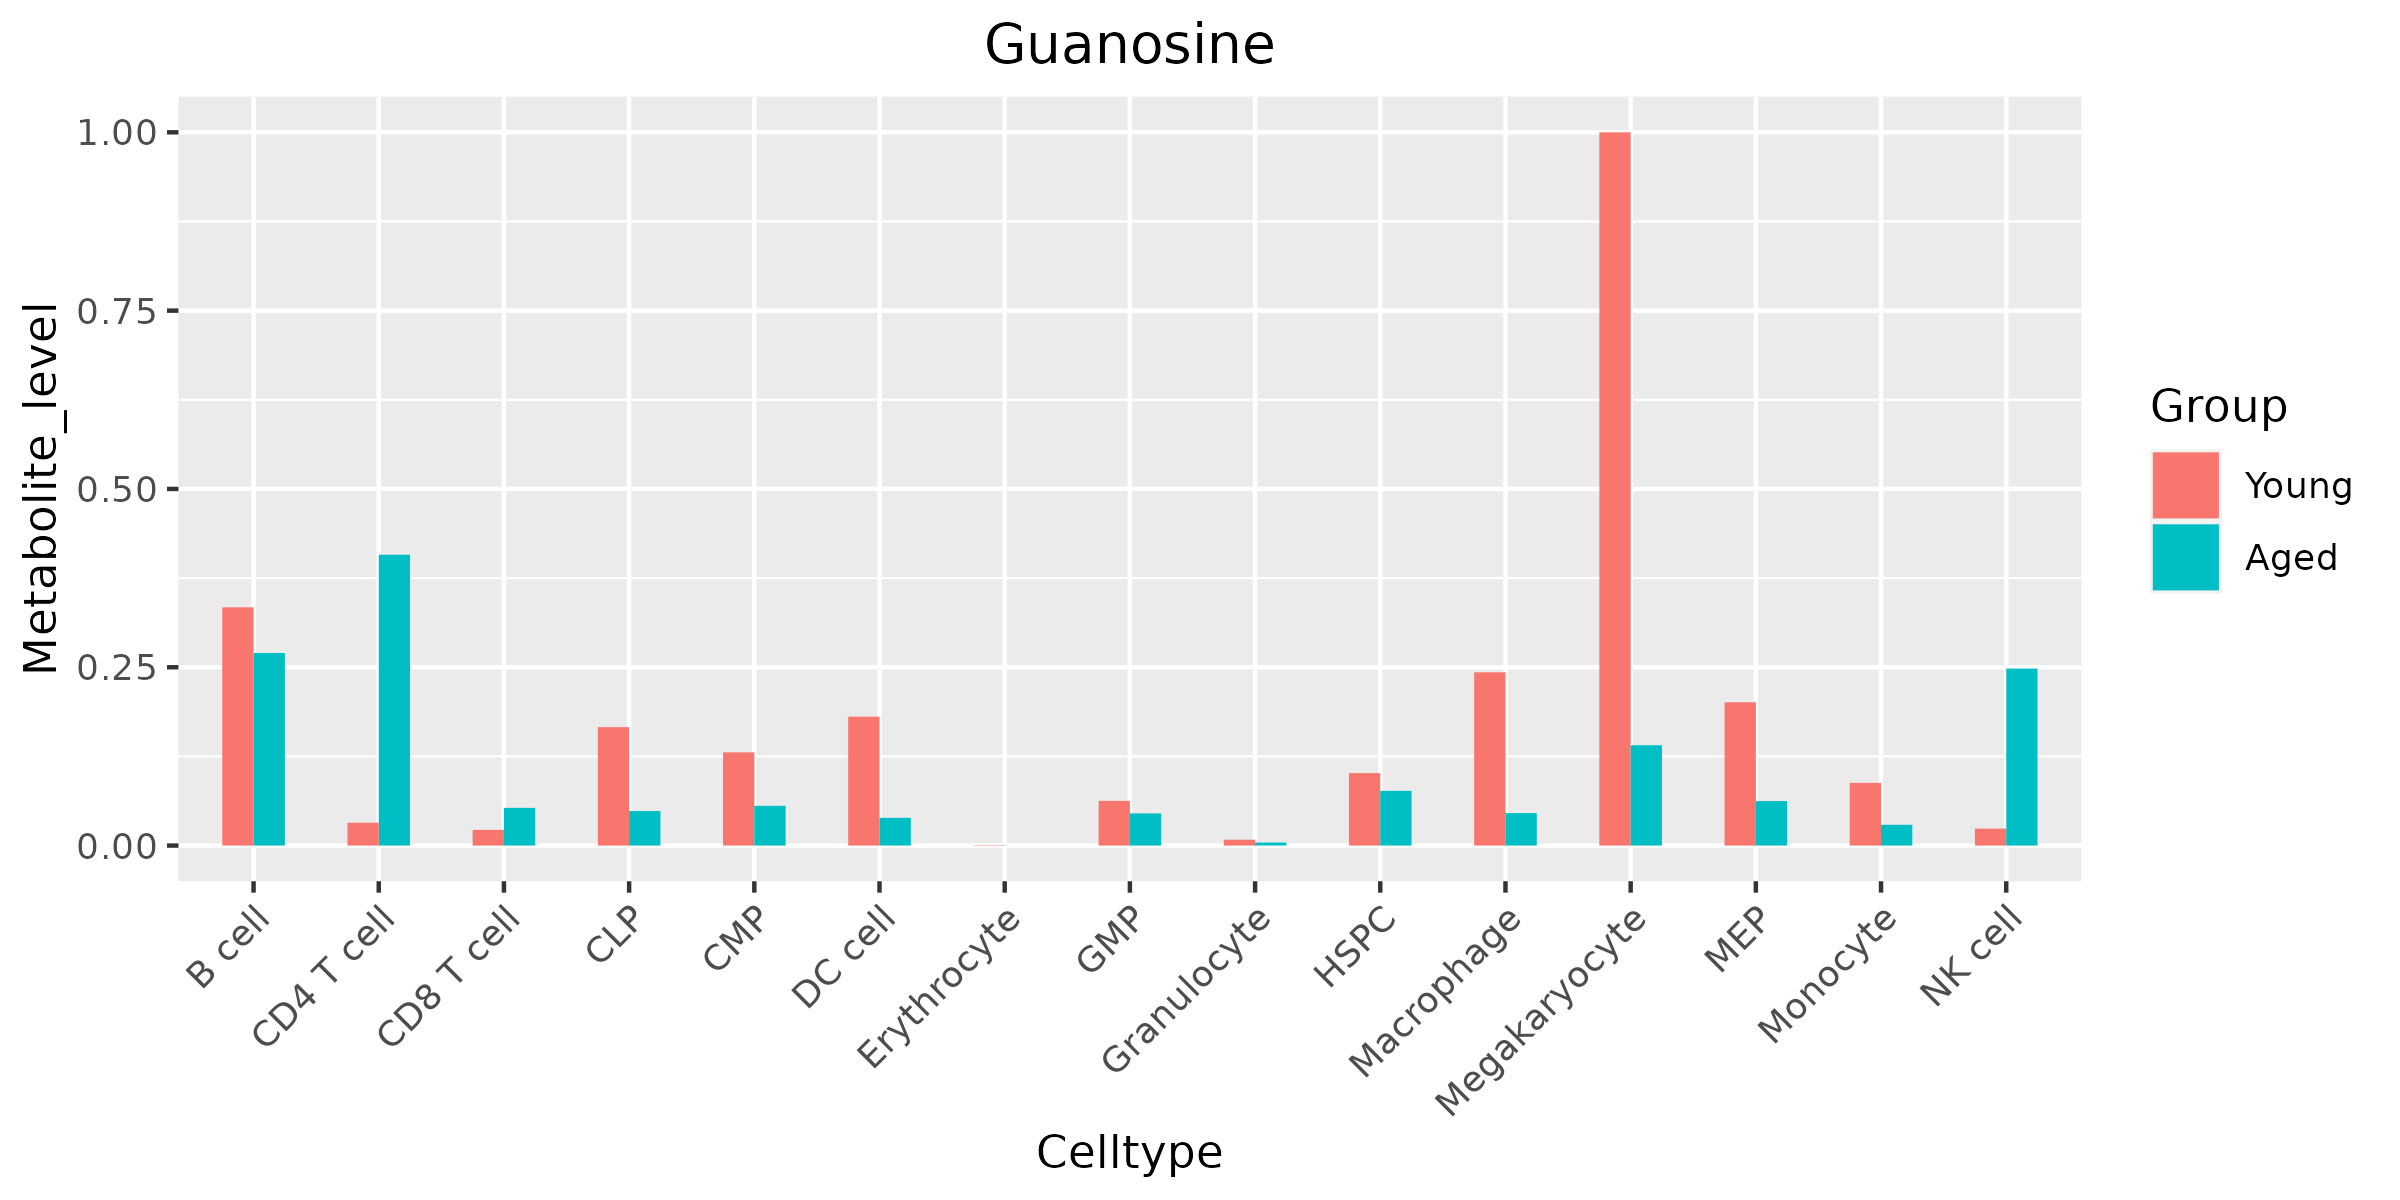 Guanosine
Metabolite_level
1.00
0.75
0.50
0.25
0.00
B cell
CD4 T cell
CD8 T cell
CLP
CMP
DC cell
Erythrocyte
GMP
Granulocyte
HSPC
Macrophage
Megakaryocyte
MEP
Monocyte
NK cell
Celltype
Group
Young
Aged